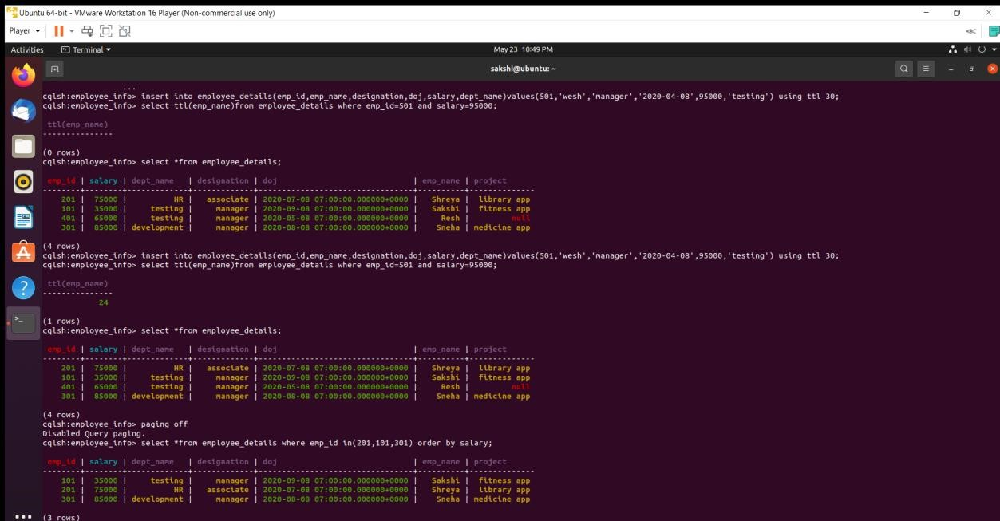 Ubuntu 64-bit - VMware Workstation 16 Player (Non-commercial use only)
Player
Activities Terminal May 23 10:49 PM
sakshi@ubuntu: ~
...
cqlsh:employee_info> insert into employee_details(emp_id,emp_name,designation,doj,salary,dept_name)values(501,'wesh','manager','2020-04-08',95000,'testing') using ttl 30;
cqlsh:employee_info> select ttl(emp_name)from employee_details where emp_id=501 and salary=95000;
ttl(emp_name)
---------------
(0 rows)
cqlsh:employee_info> select *from employee_details;
emp_id | salary | dept_name | designation | doj | emp_name | project
--------+--------+-------------+-------------+---------------------------------+----------+--------------
201 | 75000 | HR | associate | 2020-07-08 07:00:00.000000+0000 | Shreya | library app
101 | 35000 | testing | manager | 2020-09-08 07:00:00.000000+0000 | Sakshi | fitness app
401 | 65000 | testing | manager | 2020-05-08 07:00:00.000000+0000 | Resh | null
301 | 85000 | development | manager | 2020-08-08 07:00:00.000000+0000 | Sneha | medicine app
(4 rows)
cqlsh:employee_info> insert into employee_details(emp_id,emp_name,designation,doj,salary,dept_name)values(501,'wesh','manager','2020-04-08',95000,'testing') using ttl 30;
cqlsh:employee_info> select ttl(emp_name)from employee_details where emp_id=501 and salary=95000;
ttl(emp_name)
---------------
24
(1 rows)
cqlsh:employee_info> select *from employee_details;
emp_id | salary | dept_name | designation | doj | emp_name | project
--------+--------+-------------+-------------+---------------------------------+----------+--------------
201 | 75000 | HR | associate | 2020-07-08 07:00:00.000000+0000 | Shreya | library app
101 | 35000 | testing | manager | 2020-09-08 07:00:00.000000+0000 | Sakshi | fitness app
401 | 65000 | testing | manager | 2020-05-08 07:00:00.000000+0000 | Resh | null
301 | 85000 | development | manager | 2020-08-08 07:00:00.000000+0000 | Sneha | medicine app
(4 rows)
cqlsh:employee_info> paging off
Disabled Query paging.
cqlsh:employee_info> select *from employee_details where emp_id in(201,101,301) order by salary;
emp_id | salary | dept_name | designation | doj | emp_name | project
--------+--------+-------------+-------------+---------------------------------+----------+--------------
101 | 35000 | testing | manager | 2020-09-08 07:00:00.000000+0000 | Sakshi | fitness app
201 | 75000 | HR | associate | 2020-07-08 07:00:00.000000+0000 | Shreya | library app
301 | 85000 | development | manager | 2020-08-08 07:00:00.000000+0000 | Sneha | medicine app
(3 rows)